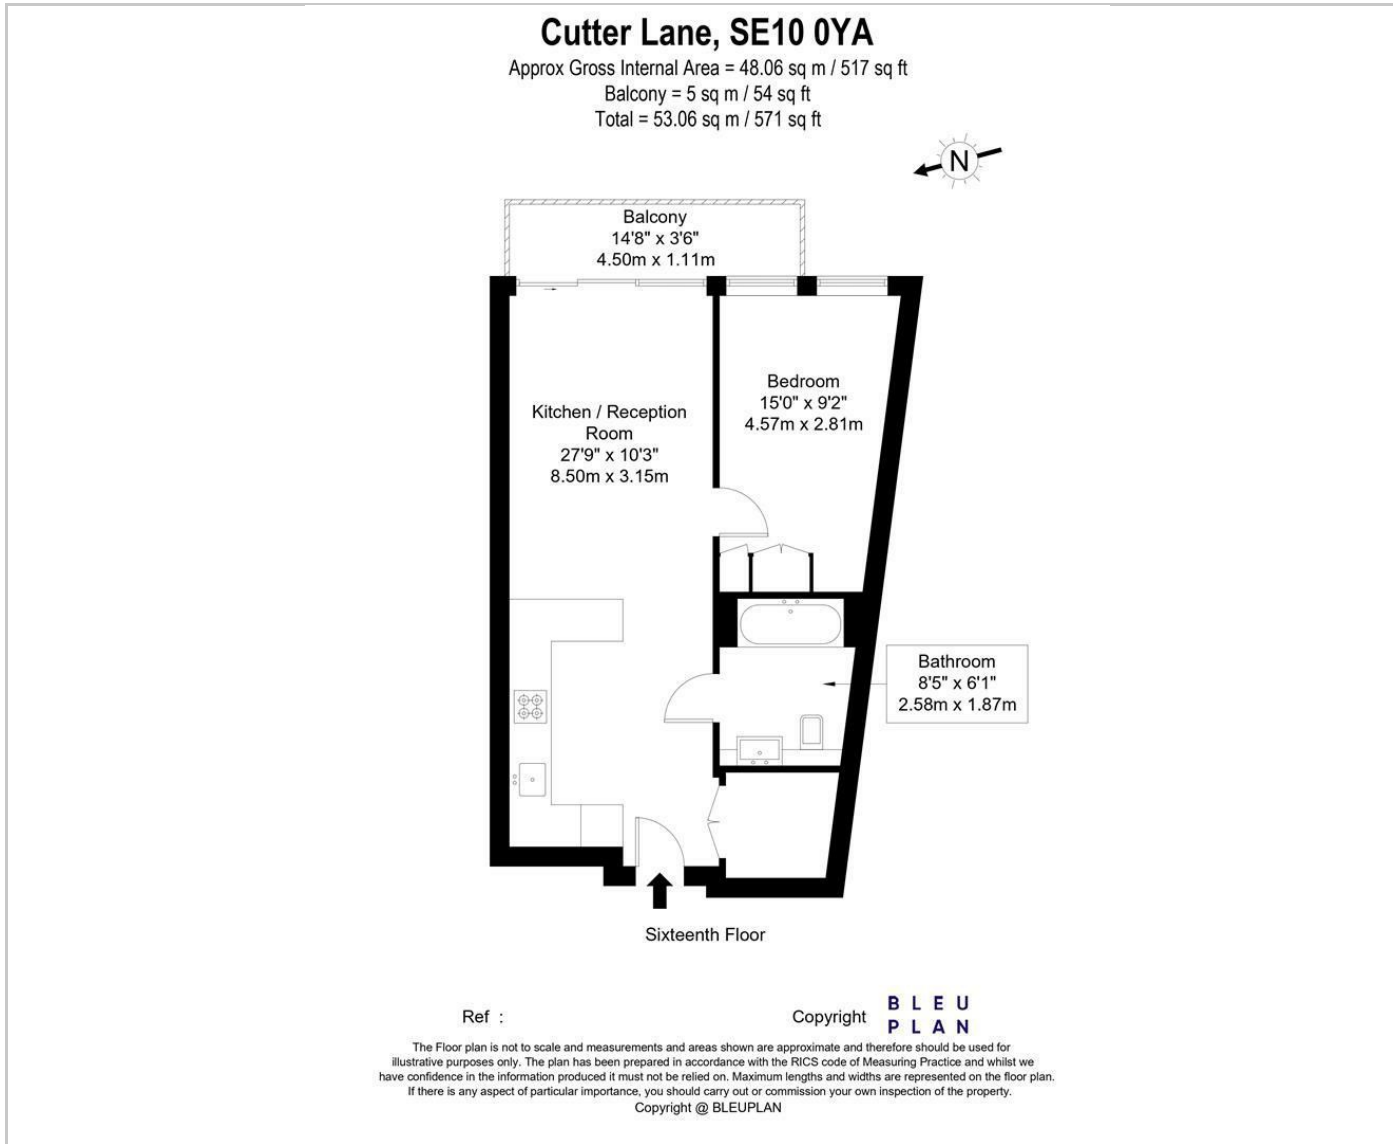 Cutter Lane, SE10 0YA
Approx Gross Internal Area = 48.06 sq m / 517 sq ft
Balcony = 5 sq m / 54 sq ft
Total = 53.06 sq m / 571 sq ft
N
Balcony
14'8" x 3'6"
4.50m x 1.11m
Bedroom
15'0" x 9'2"
4.57m x 2.81m
Kitchen / Reception
Room
27'9" x 10'3"
8.50m x 3.15m
Bathroom
8'5" x 6'1"
2.58m x 1.87m
Sixteenth Floor
Ref :
Copyright
BLEU
PLAN
The Floor plan is not to scale and measurements and areas shown are approximate and therefore should be used for
illustrative purposes only. The plan has been prepared in accordance with the RICS code of Measuring Practice and whilst we
have confidence in the information produced it must not be relied on. Maximum lengths and widths are represented on the floor plan.
If there is any aspect of particular importance, you should carry out or commission your own inspection of the property.
Copyright @ BLEUPLAN